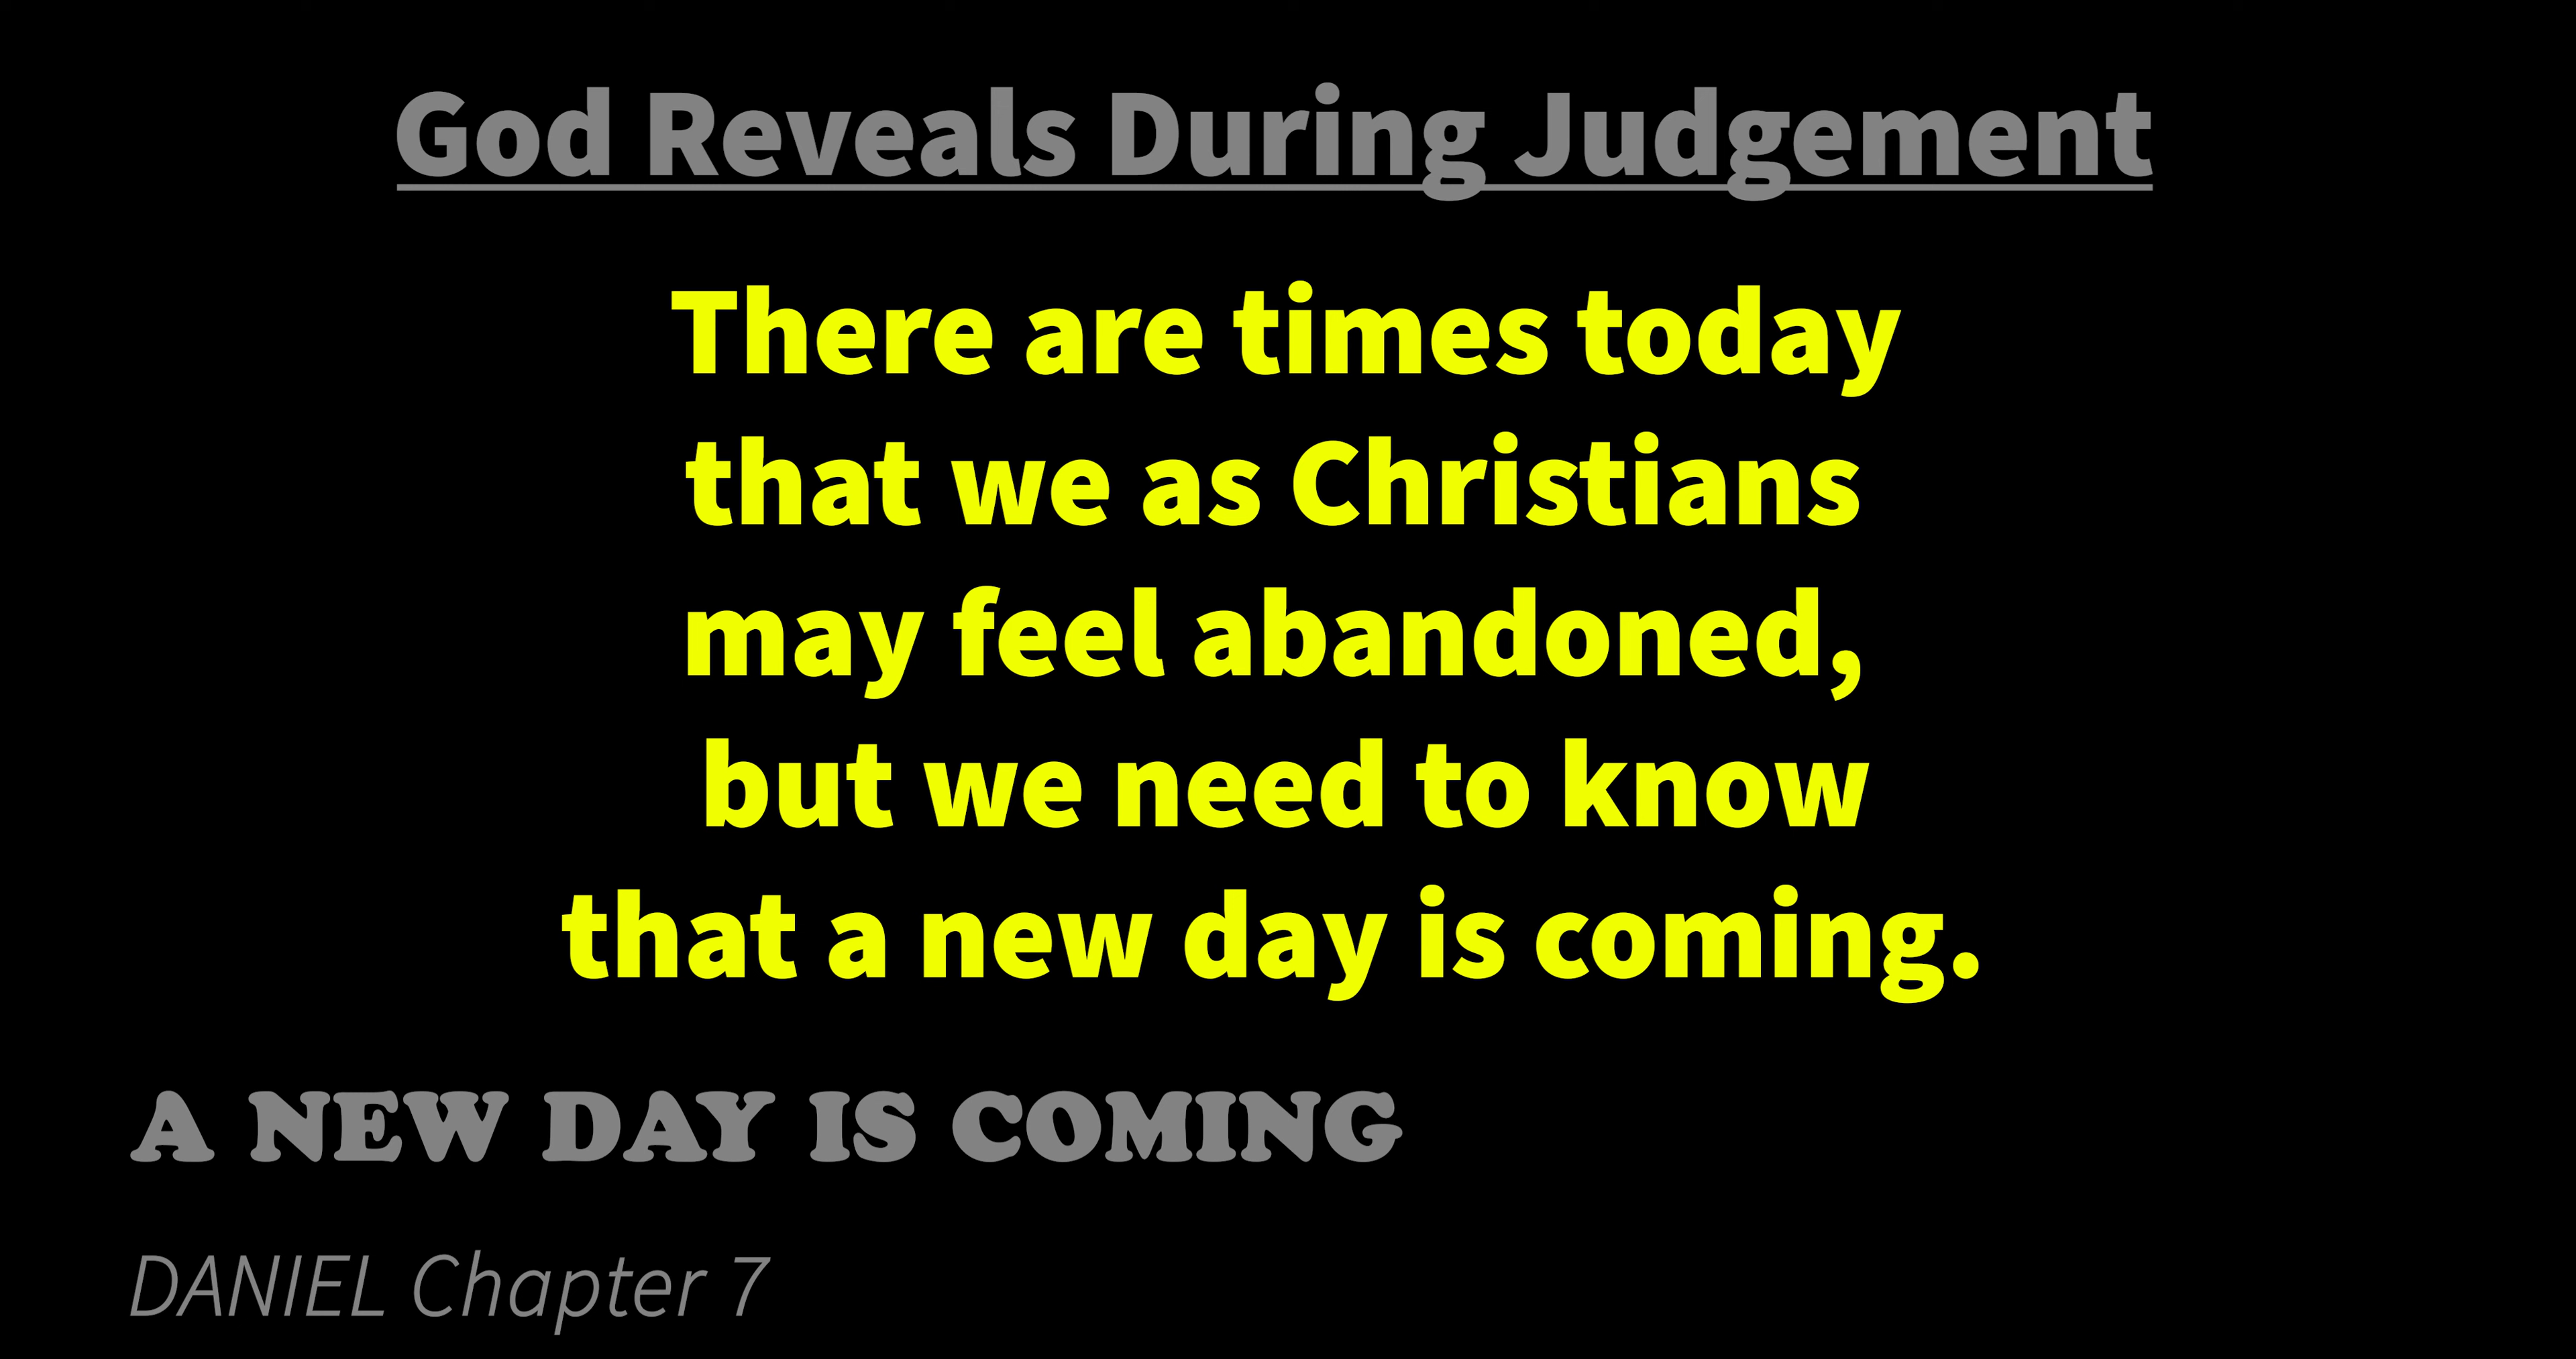 God Reveals During Judgement
There are times today
that we as Christians
may feel abandoned,
but we need to know
that a new day is coming.
A NEW DAY IS COMING
DANIEL Chapter 7